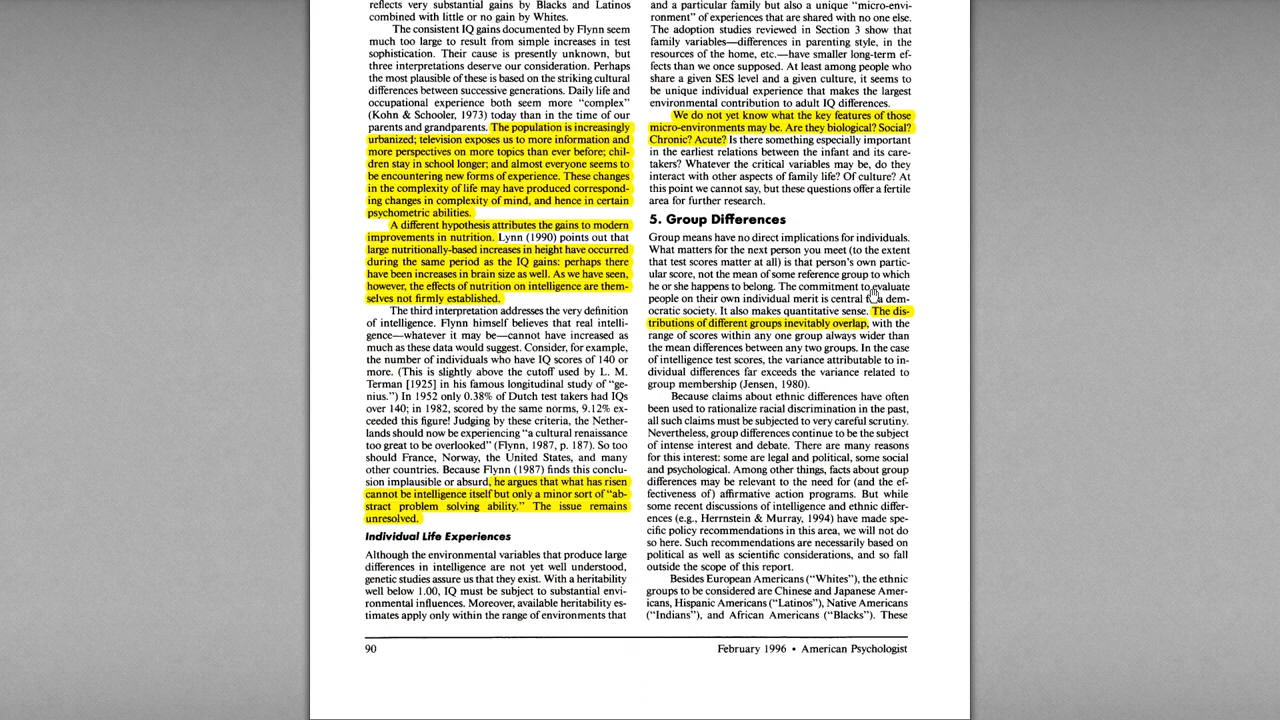 reflects very substantial gains by Blacks and Latinos
combined with little or no gain by Whites.
The consistent IQ gains documented by Flynn seem
much too large to result from simple increases in test
sophistication. Their cause is presently unknown, but
three interpretations deserve our consideration. Perhaps
the most plausible of these is based on the striking cultural
differences between successive generations. Daily life and
occupational experience both seem more “complex”
(Kohn & Schooler, 1973) today than in the time of our
parents and grandparents. The population is increasingly
urbanized; television exposes us to more information and
more perspectives on more topics than ever before; chil-
dren stay in school longer; and almost everyone seems to
be encountering new forms of experience. These changes
in the complexity of life may have produced correspond-
ing changes in complexity of mind, and hence in certain
psychometric abilities.
A different hypothesis attributes the gains to modern
improvements in nutrition. Lynn (1990) points out that
large nutritionally-based increases in height have occurred
during the same period as the IQ gains: perhaps there
have been increases in brain size as well. As we have seen,
however, the effects of nutrition on intelligence are them-
selves not firmly established.
The third interpretation addresses the very definition
of intelligence. Flynn himself believes that real intelli-
gence—whatever it may be—cannot have increased as
much as these data would suggest. Consider, for example,
the number of individuals who have IQ scores of 140 or
more. (This is slightly above the cutoff used by L. M.
Terman [1925] in his famous longitudinal study of “ge-
nius.”) In 1952 only 0.38% of Dutch test takers had IQs
over 140; in 1982, scored by the same norms, 9.12% ex-
ceeded this figure! Judging by these criteria, the Nether-
lands should now be experiencing “a cultural renaissance
too great to be overlooked” (Flynn, 1987, p. 187). So too
should France, Norway, the United States, and many
other countries. Because Flynn (1987) finds this conclu-
sion implausible or absurd, he argues that what has risen
cannot be intelligence itself but only a minor sort of “ab-
stract problem solving ability.” The issue remains
unresolved.
Individual Life Experiences
Although the environmental variables that produce large
differences in intelligence are not yet well understood,
genetic studies assure us that they exist. With a heritability
well below 1.00, IQ must be subject to substantial envi-
ronmental influences. Moreover, available heritability es-
timates apply only within the range of environments that
and a particular family but also a unique “micro-envi-
ronment” of experiences that are shared with no one else.
The adoption studies reviewed in Section 3 show that
family variables—differences in parenting style, in the
resources of the home, etc.—have smaller long-term ef-
fects than we once supposed. At least among people who
share a given SES level and a given culture, it seems to
be unique individual experience that makes the largest
environmental contribution to adult IQ differences.
We do not yet know what the key features of those
micro-environments may be. Are they biological? Social?
Chronic? Acute? Is there something especially important
in the earliest relations between the infant and its care-
takers? Whatever the critical variables may be, do they
interact with other aspects of family life? Of culture? At
this point we cannot say, but these questions offer a fertile
area for further research.
5. Group Differences
Group means have no direct implications for individuals.
What matters for the next person you meet (to the extent
that test scores matter at all) is that person's own partic-
ular score, not the mean of some reference group to which
he or she happens to belong. The commitment to evaluate
people on their own individual merit is central to a dem-
ocratic society. It also makes quantitative sense. The dis-
tributions of different groups inevitably overlap, with the
range of scores within any one group always wider than
the mean differences between any two groups. In the case
of intelligence test scores, the variance attributable to in-
dividual differences far exceeds the variance related to
group membership (Jensen, 1980).
Because claims about ethnic differences have often
been used to rationalize racial discrimination in the past,
all such claims must be subjected to very careful scrutiny.
Nevertheless, group differences continue to be the subject
of intense interest and debate. There are many reasons
for this interest: some are legal and political, some social
and psychological. Among other things, facts about group
differences may be relevant to the need for (and the ef-
fectiveness of) affirmative action programs. But while
some recent discussions of intelligence and ethnic differ-
ences (e.g., Herrnstein & Murray, 1994) have made spe-
cific policy recommendations in this area, we will not do
so here. Such recommendations are necessarily based on
political as well as scientific considerations, and so fall
outside the scope of this report.
Besides European Americans (“Whites”), the ethnic
groups to be considered are Chinese and Japanese Amer-
icans, Hispanic Americans (“Latinos”), Native Americans
(“Indians”), and African Americans (“Blacks”). These
90
February 1996 • American Psychologist